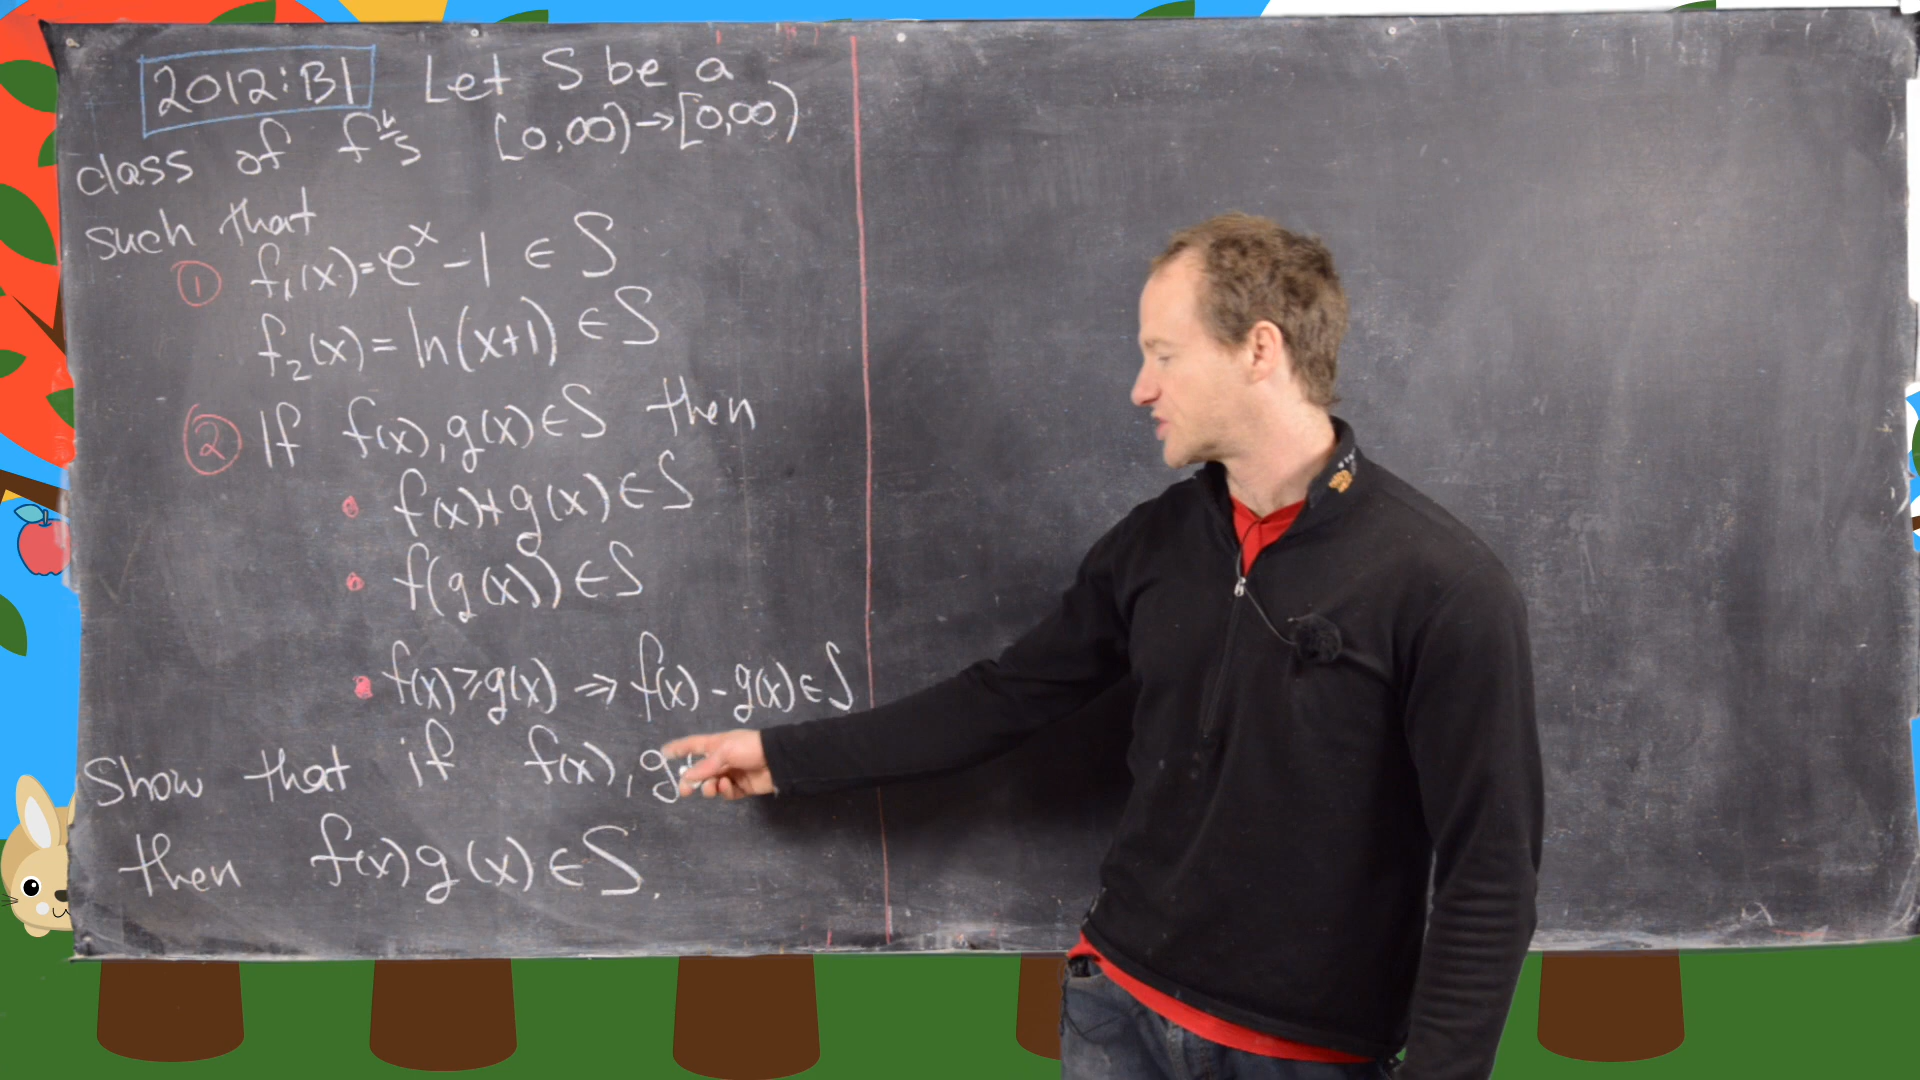 2012:B1 Let S be a
class of fⁿs [0,∞)→[0,∞)
such that
① f₁(x)=eˣ-1 ∈ S
f₂(x)=ln(x+1) ∈ S
② If f(x),g(x)∈S then
• f(x)+g(x)∈S
• f(g(x))∈S
• f(x)≥g(x) ⇒ f(x)-g(x)∈S
Show that if f(x),g
then f(x)g(x)∈S.